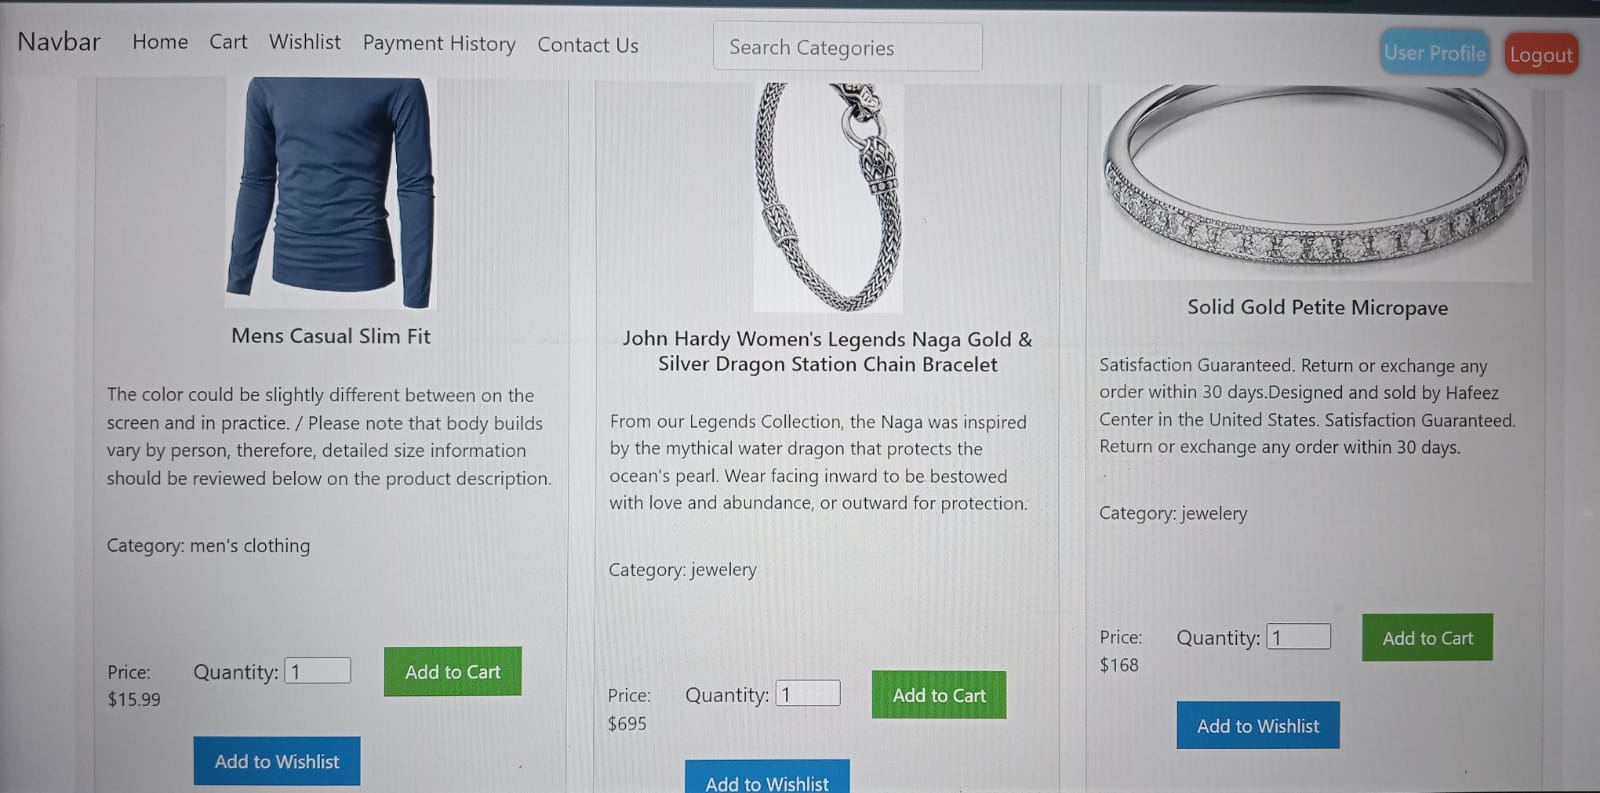 Navbar Home Cart Wishlist Payment History Contact Us Search Categories User Profile Logout
Mens Casual Slim Fit
The color could be slightly different between on the
screen and in practice. / Please note that body builds
vary by person, therefore, detailed size information
should be reviewed below on the product description.
Category: men's clothing
Price: Quantity: 1 Add to Cart
$15.99
Add to Wishlist
John Hardy Women's Legends Naga Gold &
Silver Dragon Station Chain Bracelet
From our Legends Collection, the Naga was inspired
by the mythical water dragon that protects the
ocean's pearl. Wear facing inward to be bestowed
with love and abundance, or outward for protection.
Category: jewelery
Price: Quantity: 1 Add to Cart
$695
Add to Wishlist
Solid Gold Petite Micropave
Satisfaction Guaranteed. Return or exchange any
order within 30 days.Designed and sold by Hafeez
Center in the United States. Satisfaction Guaranteed.
Return or exchange any order within 30 days.
Category: jewelery
Price: Quantity: 1 Add to Cart
$168
Add to Wishlist